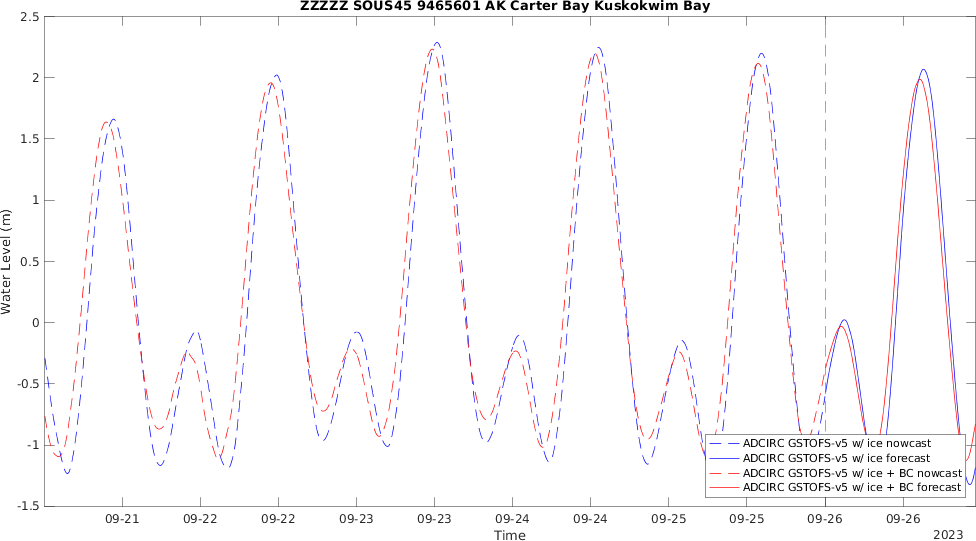 ZZZZZ SOUS45 9465601 AK Carter Bay Kuskokwim Bay
2.5
2
1.5
1
0.5
0
-0.5
-1
-1.5
Water Level (m)
ADCIRC GSTOFS-v5 w/ ice nowcast
ADCIRC GSTOFS-v5 w/ ice forecast
ADCIRC GSTOFS-v5 w/ ice + BC nowcast
ADCIRC GSTOFS-v5 w/ ice + BC forecast
09-21 09-22 09-22 09-23 09-23 09-24 09-24 09-25 09-25 09-26 09-26
Time
2023